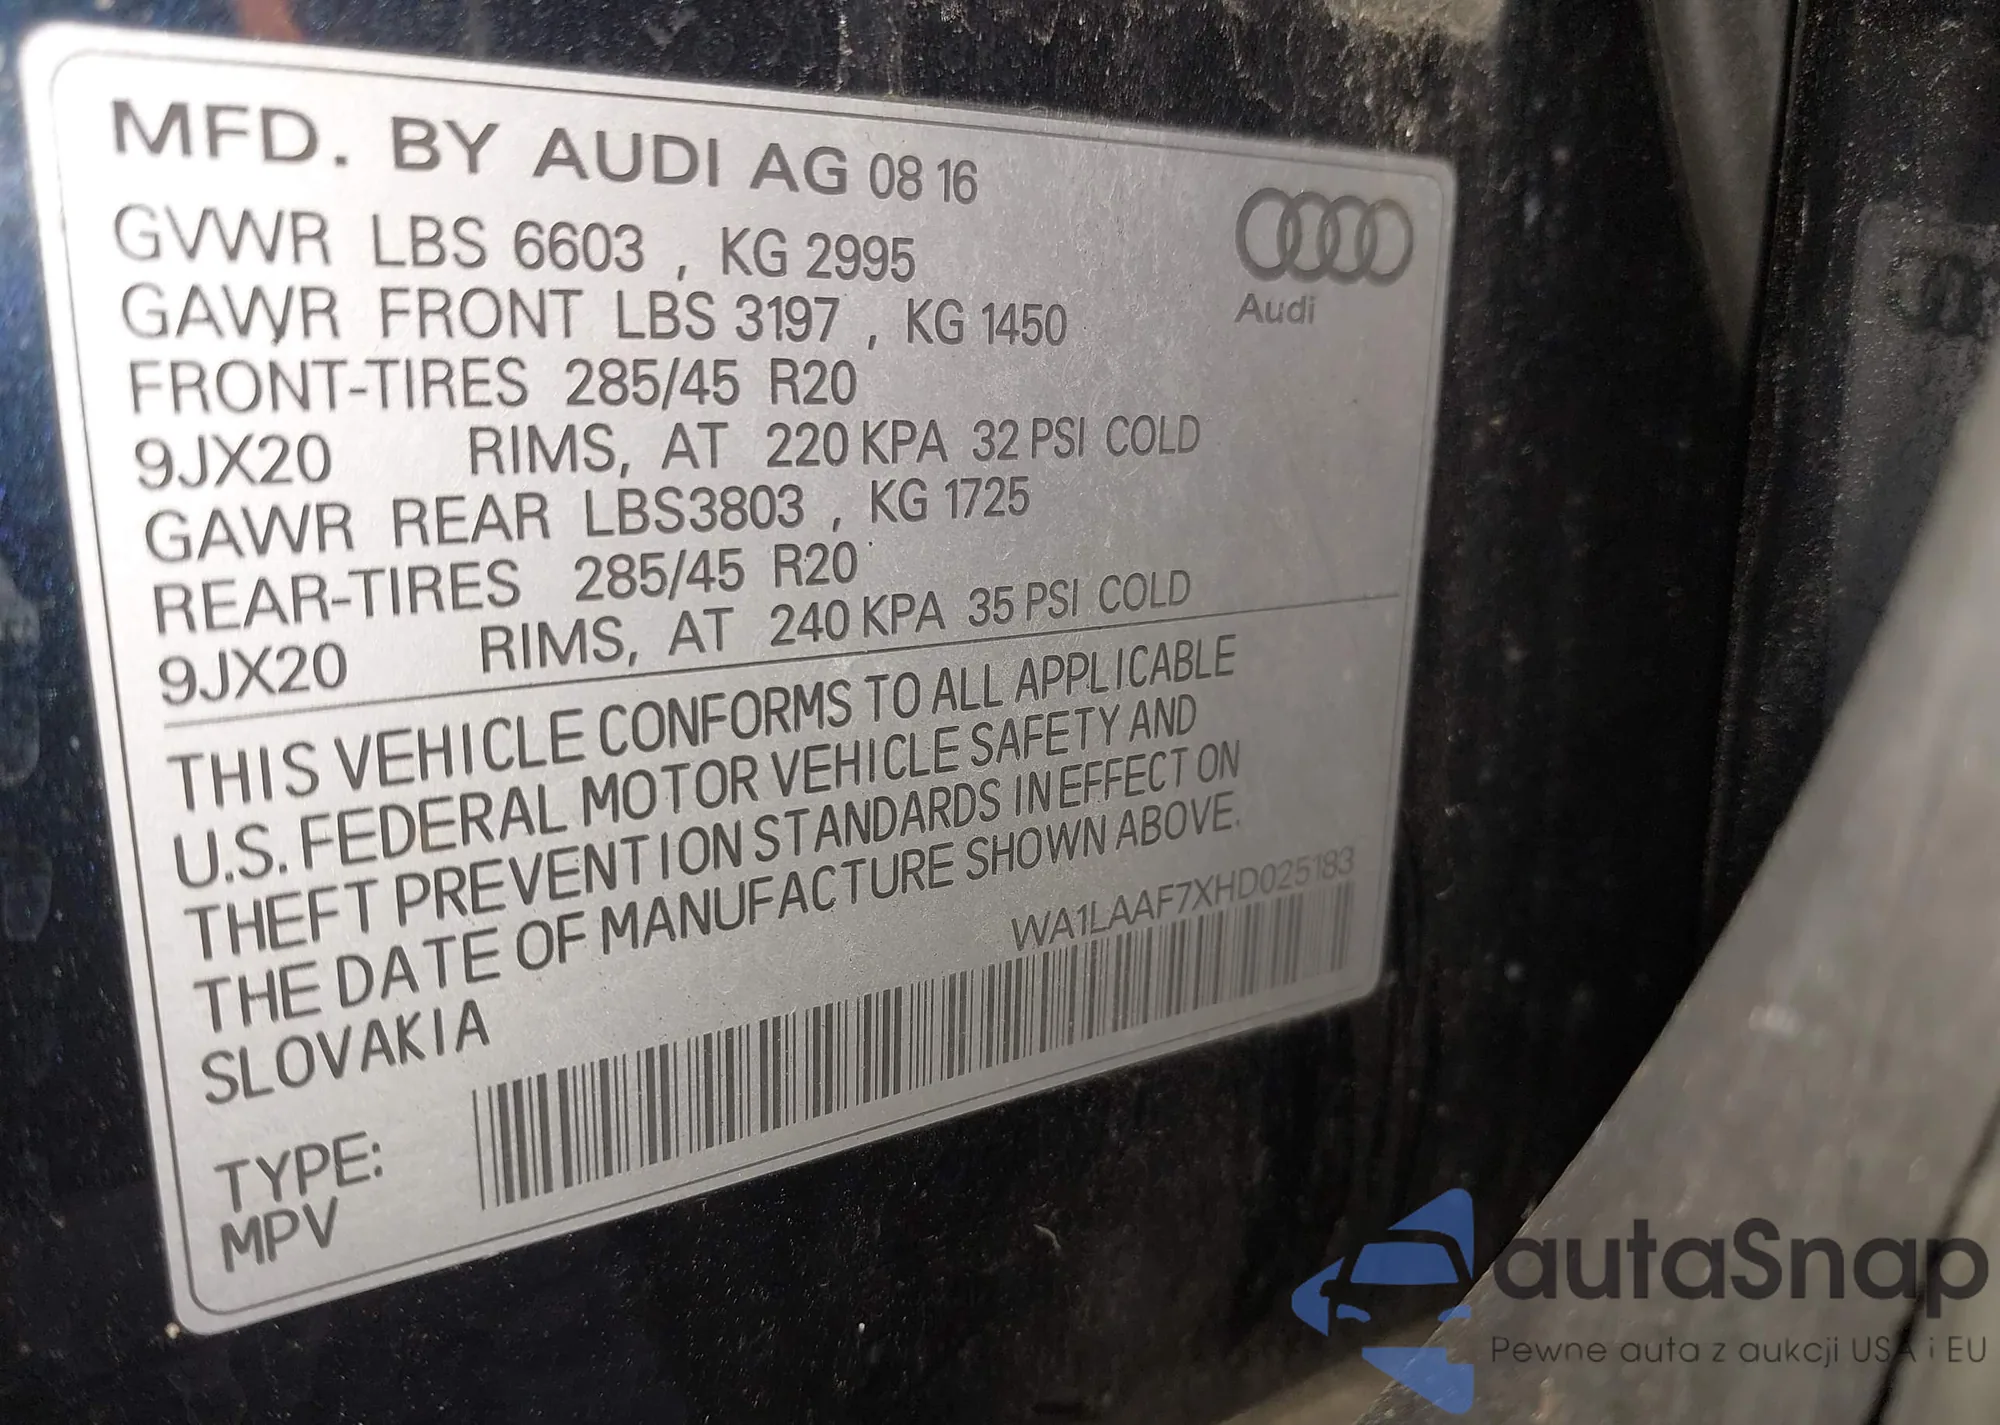 MFD. BY AUDI AG 08 16
GVWR LBS 6603 , KG 2995
GAWR FRONT LBS 3197 , KG 1450
FRONT-TIRES 285/45 R20
9JX20 RIMS, AT 220 KPA 32 PSI COLD
GAWR REAR LBS3803 , KG 1725
REAR-TIRES 285/45 R20
9JX20 RIMS, AT 240 KPA 35 PSI COLD
Audi
THIS VEHICLE CONFORMS TO ALL APPLICABLE
U.S. FEDERAL MOTOR VEHICLE SAFETY AND
THEFT PREVENTION STANDARDS IN EFFECT ON
THE DATE OF MANUFACTURE SHOWN ABOVE.
SLOVAKIA
WA1LAAF7XHD025183
TYPE:
MPV
autaSnap
Pewne auta z aukcji USA i EU